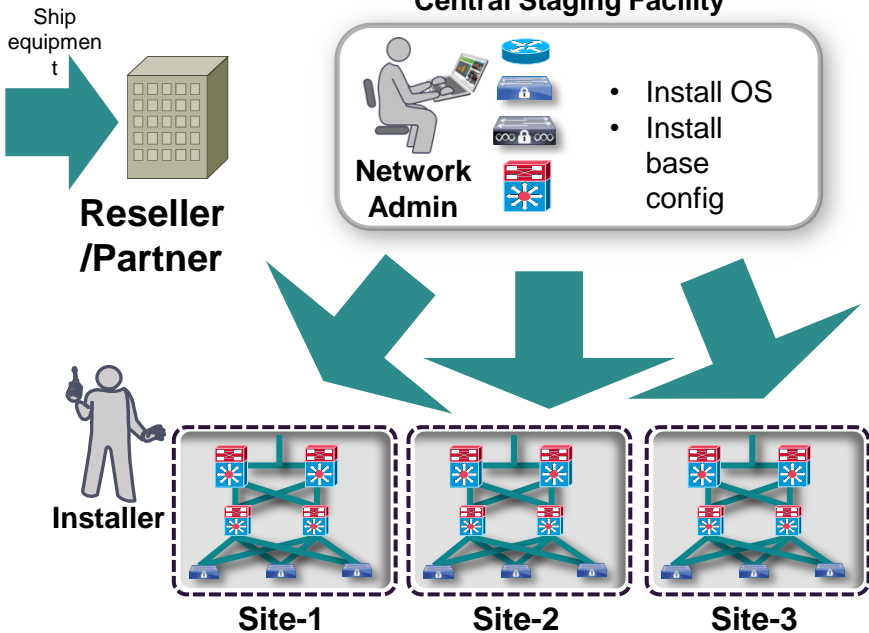 Central Staging Facility
Ship
equipmen
t
• Install OS
• Install
base
config
Network
Admin
Reseller
/Partner
Installer
Site-1
Site-2
Site-3